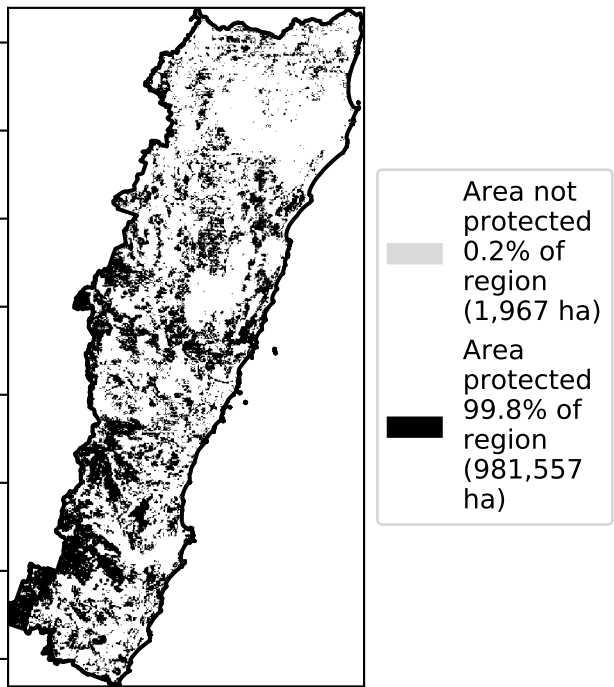 Area not
protected
0.2% of
region
(1,967 ha)
Area
protected
99.8% of
region
(981,557
ha)